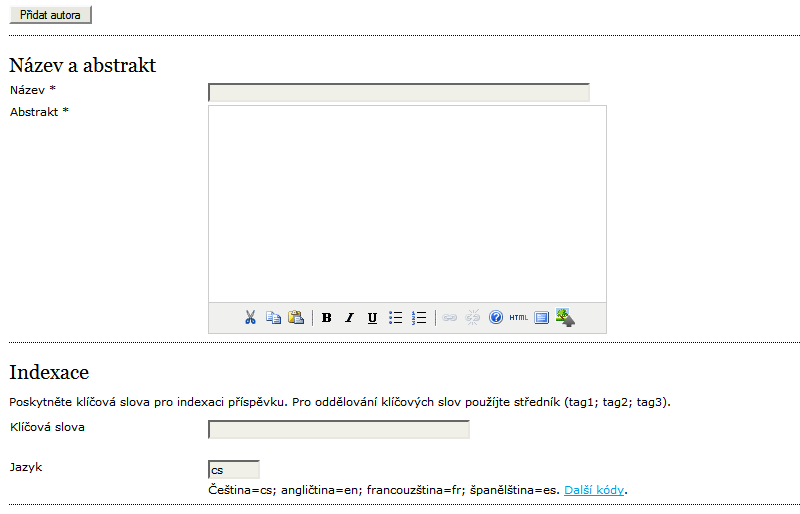 Přidat autora
Název a abstrakt
Název *
Abstrakt *
B I U HTML
Indexace
Poskytněte klíčová slova pro indexaci příspěvku. Pro oddělování klíčových slov použijte středník (tag1; tag2; tag3).
Klíčová slova
Jazyk cs
Čeština=cs; angličtina=en; francouzština=fr; španělština=es. Další kódy.